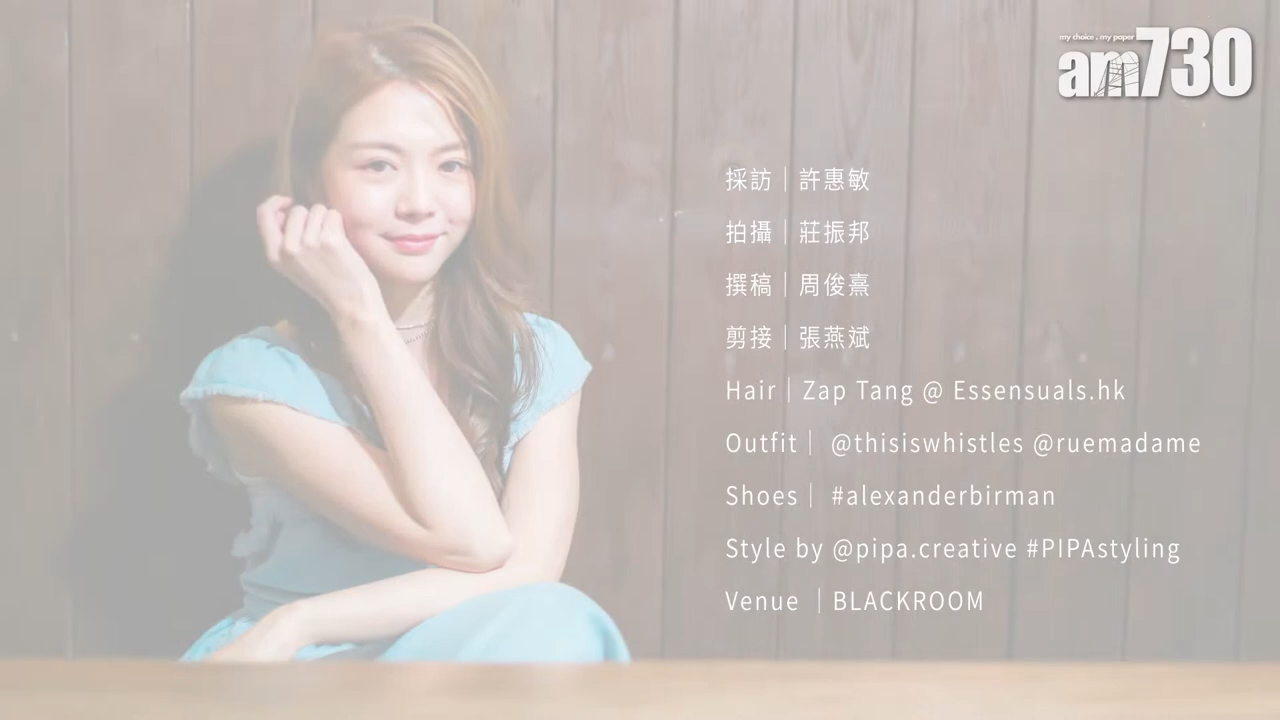 my choice . my paper
am730
採訪｜許惠敏
拍攝｜莊振邦
撰稿｜周俊熹
剪接｜張燕斌
Hair｜Zap Tang @ Essensuals.hk
Outfit｜ @thisiswhistles @ruemadame
Shoes｜ #alexanderbirman
Style by @pipa.creative #PIPAstyling
Venue ｜BLACKROOM